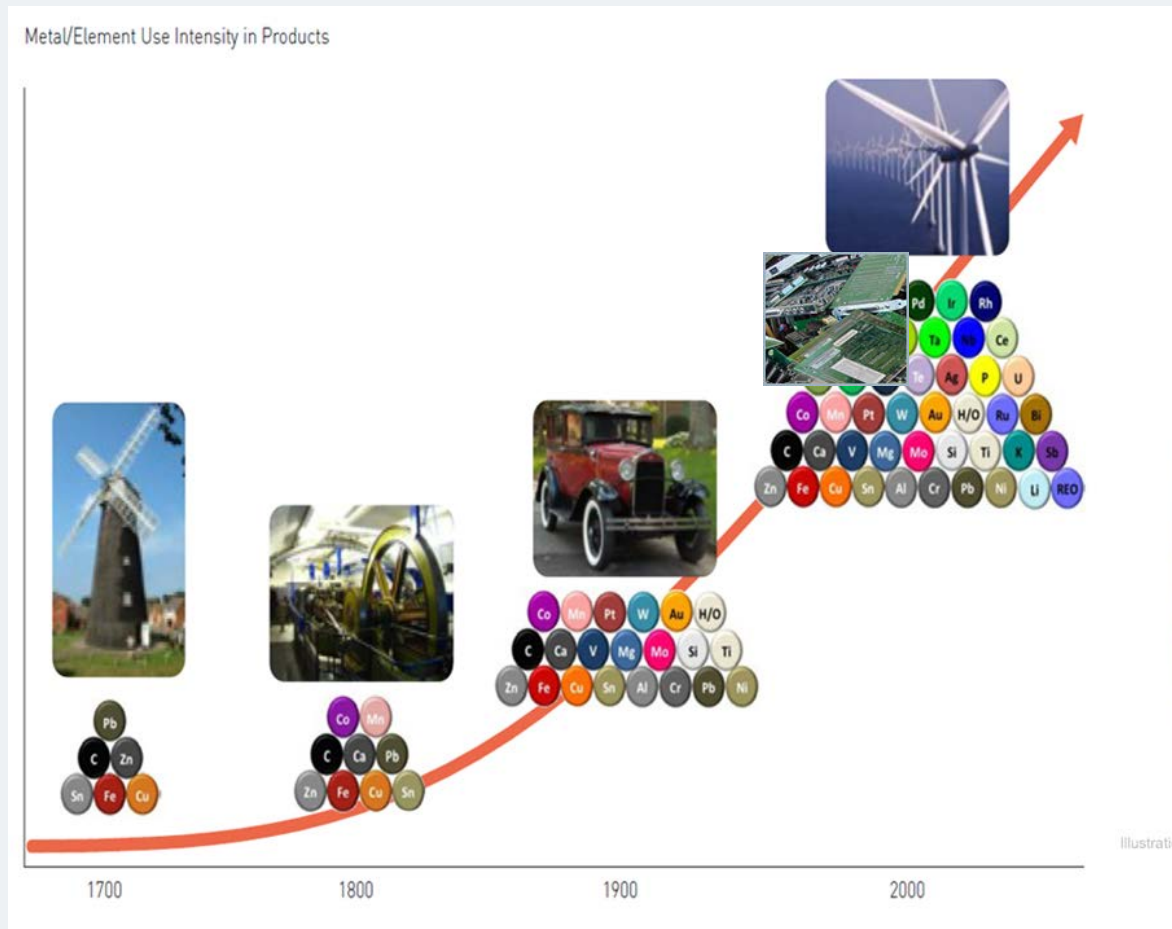 Metal/Element Use Intensity in Products
Pd Ir Rh
Ta Nb Ce
Te Ag P U
Co Mn Pt W Au H/O Ru Bi
C Ca V Mg Mo Si Ti K Sb
Zn Fe Cu Sn Al Cr Pb Ni Li REO
Co Mn Pt W Au H/O
C Ca V Mg Mo Si Ti
Zn Fe Cu Sn Al Cr Pb Ni
Pb
C Zn
Sn Fe Cu
Co Mn
C Ca Pb
Zn Fe Cu Sn
Illustrati
1700 1800 1900 2000